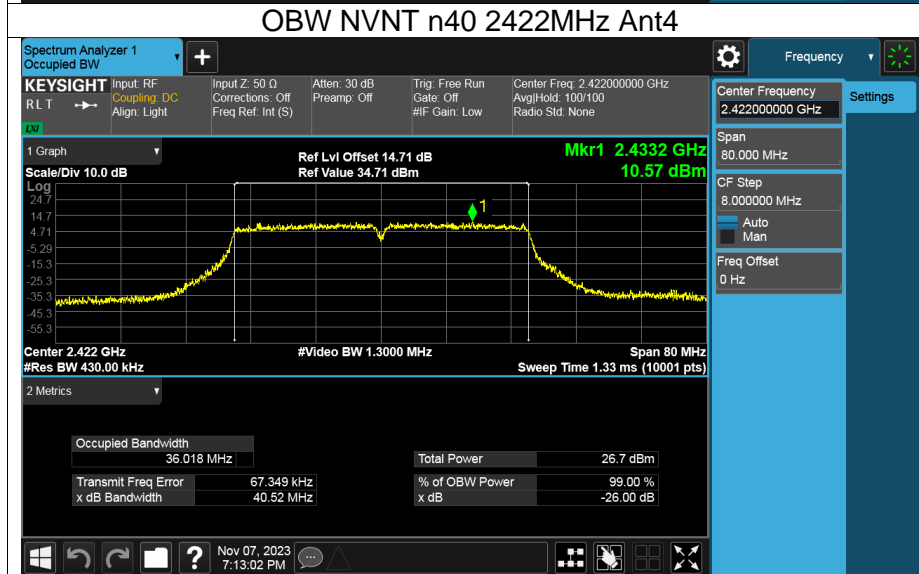 OBW NVNT n40 2422MHz Ant4
Spectrum Analyzer 1
Occupied BW
Frequency
KEYSIGHT
RLT
LXI
Input: RF
Coupling: DC
Align: Light
Input Z: 50 Ω
Corrections: Off
Freq Ref: Int (S)
Atten: 30 dB
Preamp: Off
Trig: Free Run
Gate: Off
#IF Gain: Low
Center Freq: 2.422000000 GHz
Avg|Hold: 100/100
Radio Std: None
Center Frequency
2.422000000 GHz
Settings
Span
80.000 MHz
CF Step
8.000000 MHz
Auto
Man
Freq Offset
0 Hz
1 Graph
Ref Lvl Offset 14.71 dB
Mkr1 2.4332 GHz
Scale/Div 10.0 dB
Ref Value 34.71 dBm
10.57 dBm
Log
24.7
14.7
4.71
-5.29
-15.3
-25.3
-35.3
-45.3
-55.3
1
Center 2.422 GHz
#Video BW 1.3000 MHz
Span 80 MHz
#Res BW 430.00 kHz
Sweep Time 1.33 ms (10001 pts)
2 Metrics
Occupied Bandwidth
36.018 MHz
Total Power 26.7 dBm
Transmit Freq Error 67.349 kHz
% of OBW Power 99.00 %
x dB Bandwidth 40.52 MHz
x dB -26.00 dB
?
Nov 07, 2023
7:13:02 PM